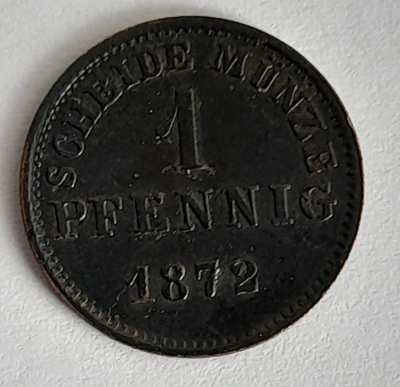 SCHEIDE MÜNZE
1
PFENNIG
1872